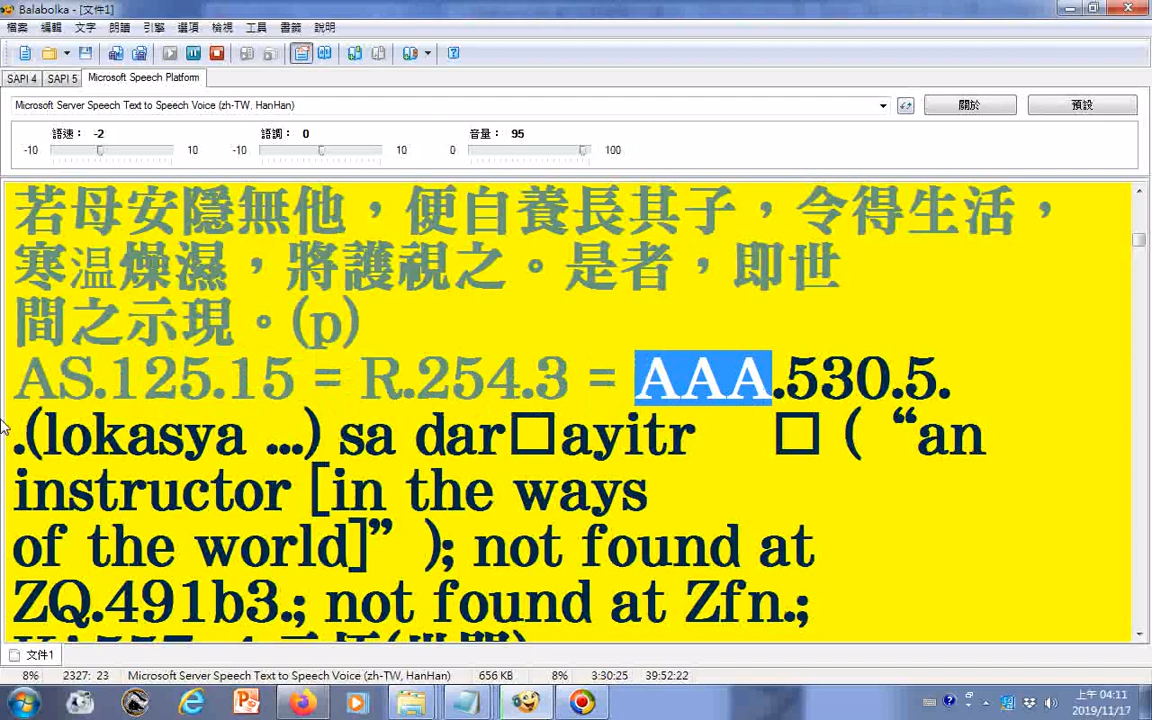 Balabolka - [文件1]
檔案 編輯 文字 朗讀 引擎 選項 檢視 工具 書籤 說明
SAPI 4 SAPI 5 Microsoft Speech Platform
Microsoft Server Speech Text to Speech Voice (zh-TW, HanHan) 關於 預設
語速： -2 語調： 0 音量： 95
-10 10 -10 10 0 100
若母安隱無他，便自養長其子，令得生活，
寒温燥濕，將護視之。是者，即世
間之示現。(p)
AS.125.15 = R.254.3 = AAA.530.5.
.(lokasya ...) sa dar□ayitr □ ( “an
instructor [in the ways
of the world]” ); not found at
ZQ.491b3.; not found at Zfn.;
文件1
8% 2327: 23 Microsoft Server Speech Text to Speech Voice (zh-TW, HanHan) 656 KB 8% 3:30:25 39:52:22
上午 04:11
2019/11/17